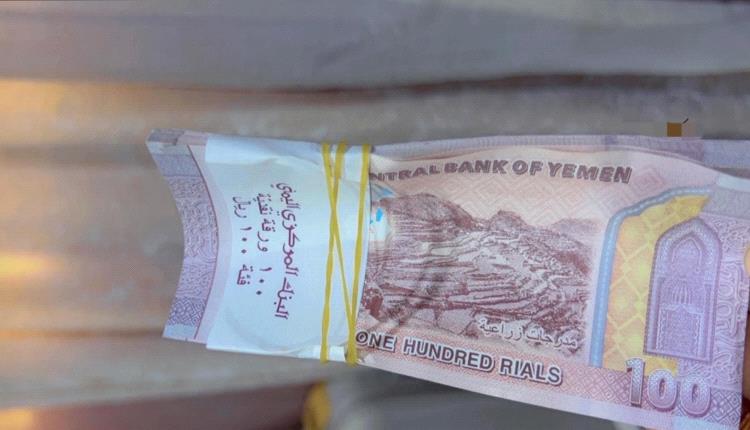 البنك المركزي اليمني
١٠٠ ورقة نقدية
فئة ١٠٠ ريال
NTRAL BANK OF YEMEN
مدرجات زراعية
ONE HUNDRED RIALS
100